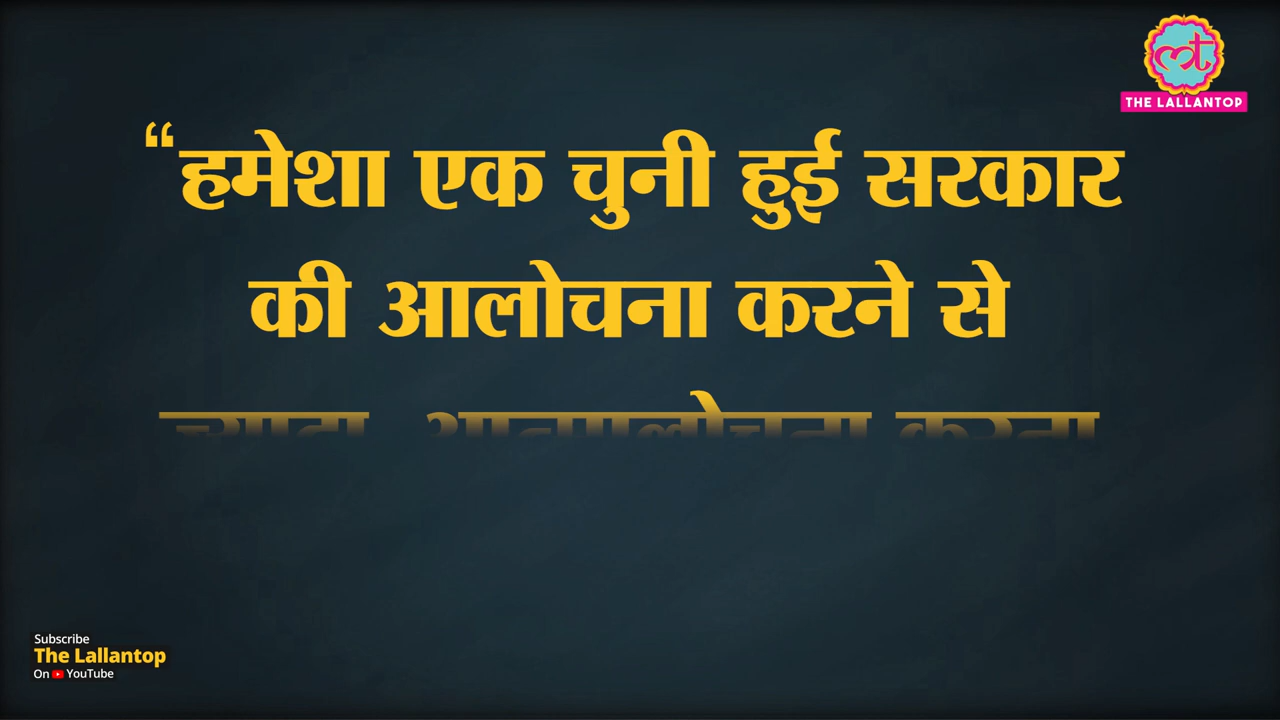 THE LALLANTOP
“हमेशा एक चुनी हुई सरकार
की आलोचना करने से
Subscribe
The Lallantop
On YouTube